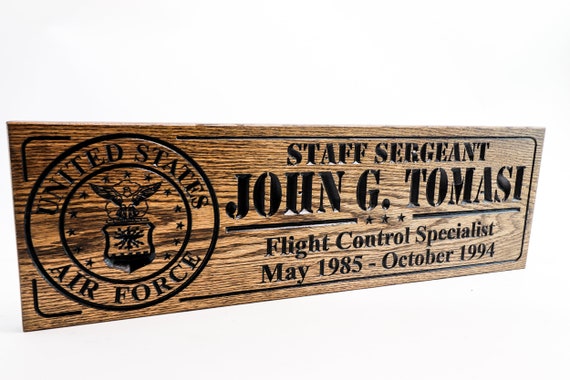 UNITED STATES
AIR FORCE
STAFF SERGEANT
JOHN G. TOMASI
Flight Control Specialist
May 1985 - October 1994